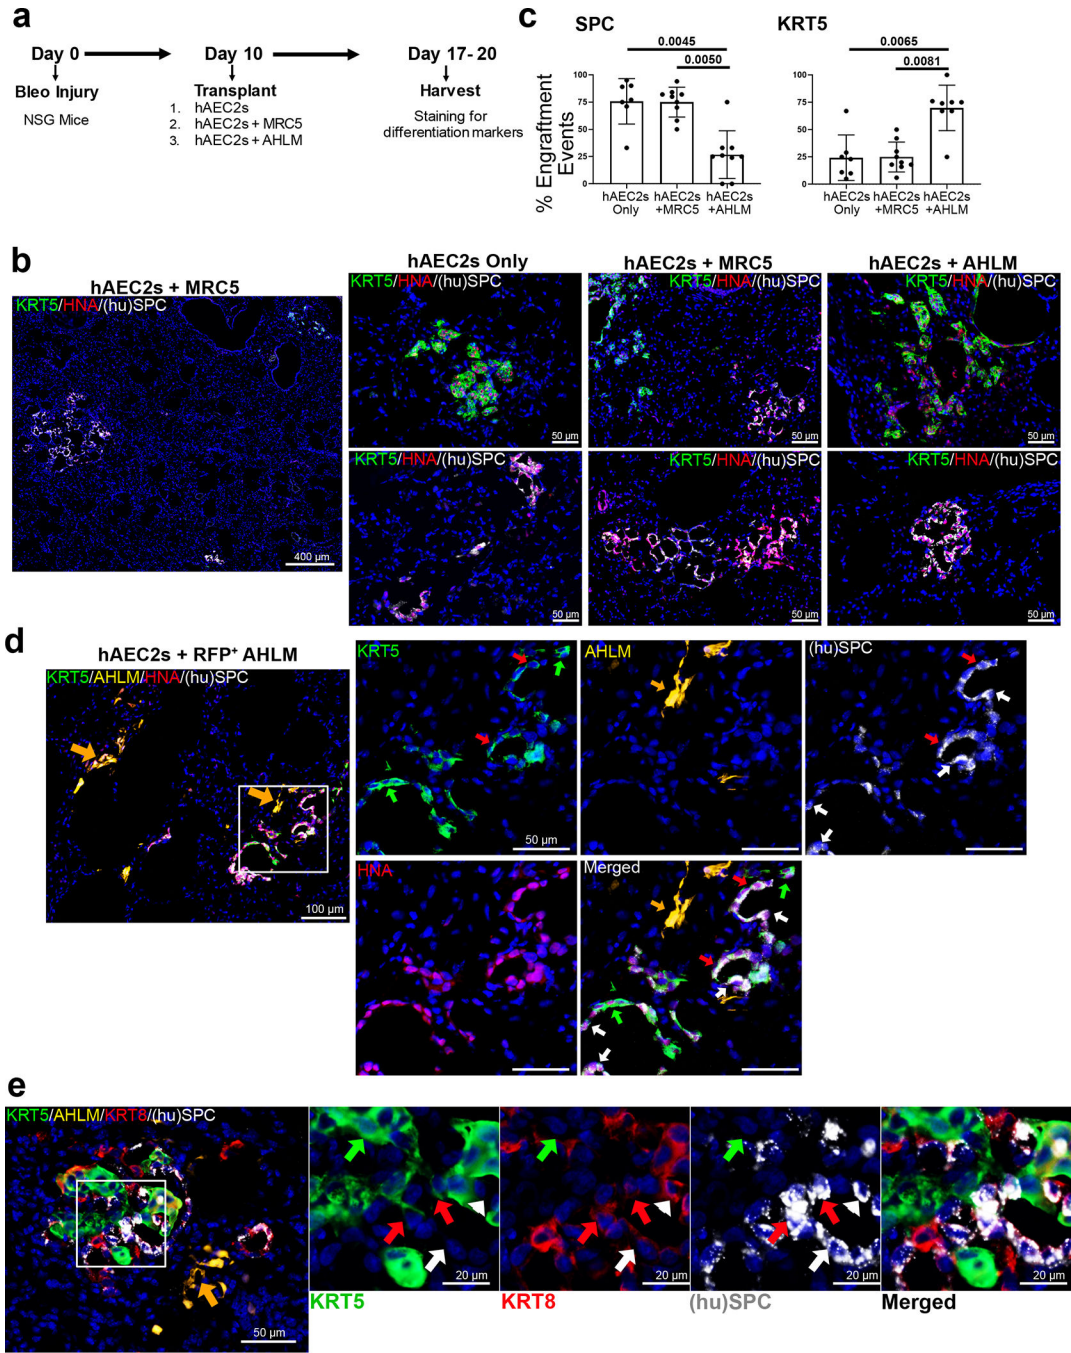 a
Day 0
Day 10
Day 17-20
Bleo Injury
NSG Mice
Transplant
1. hAEC2s
2. hAEC2s + MRC5
3. hAEC2s + AHLM
Harvest
Staining for
differentiation markers
c
SPC
KRT5
0.0045
0.0050
0.0065
0.0081
% Engraftment
Events
100
75
50
25
0
100
75
50
25
0
hAEC2s
Only
hAEC2s
+MRC5
hAEC2s
+AHLM
hAEC2s
Only
hAEC2s
+MRC5
hAEC2s
+AHLM
b
hAEC2s + MRC5
KRT5/HNA/(hu)SPC
400 µm
hAEC2s Only
hAEC2s + MRC5
hAEC2s + AHLM
KRT5/HNA/(hu)SPC
50 µm
KRT5/HNA/(hu)SPC
50 µm
KRT5/HNA/(hu)SPC
50 µm
KRT5/HNA/(hu)SPC
50 µm
KRT5/HNA/(hu)SPC
50 µm
KRT5/HNA/(hu)SPC
50 µm
d
hAEC2s + RFP⁺ AHLM
KRT5/AHLM/HNA/(hu)SPC
100 µm
KRT5
50 µm
AHLM
(hu)SPC
HNA
Merged
e
KRT5/AHLM/KRT8/(hu)SPC
50 µm
20 µm
20 µm
20 µm
20 µm
KRT5
KRT8
(hu)SPC
Merged